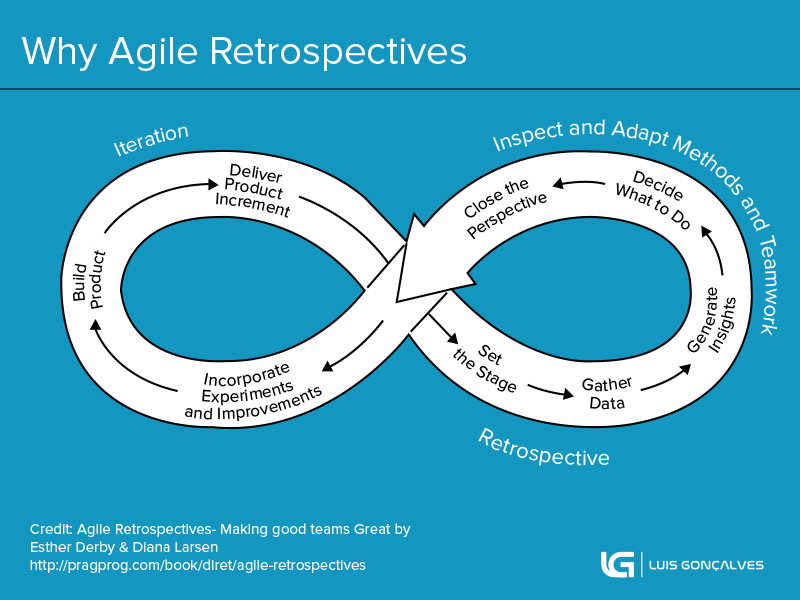 Why Agile Retrospectives
Iteration
Deliver
Product
Increment
Build
Product
Incorporate
Experiments
and Improvements
Inspect and Adapt Methods and Teamwork
Close the
Perspective
Decide
What to Do
Generate
Insights
Set
the Stage
Gather
Data
Retrospective
Credit: Agile Retrospectives- Making good teams Great by
Esther Derby & Diana Larsen
http://pragprog.com/book/dlret/agile-retrospectives
LG LUIS GONÇALVES